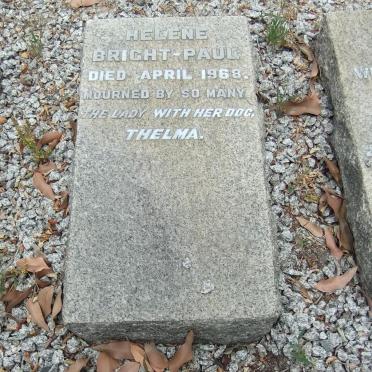 HELENE
BRIGHT-PAUL
DIED APRIL 1968.
MOURNED BY SO MANY.
THE LADY WITH HER DOG,
THELMA.